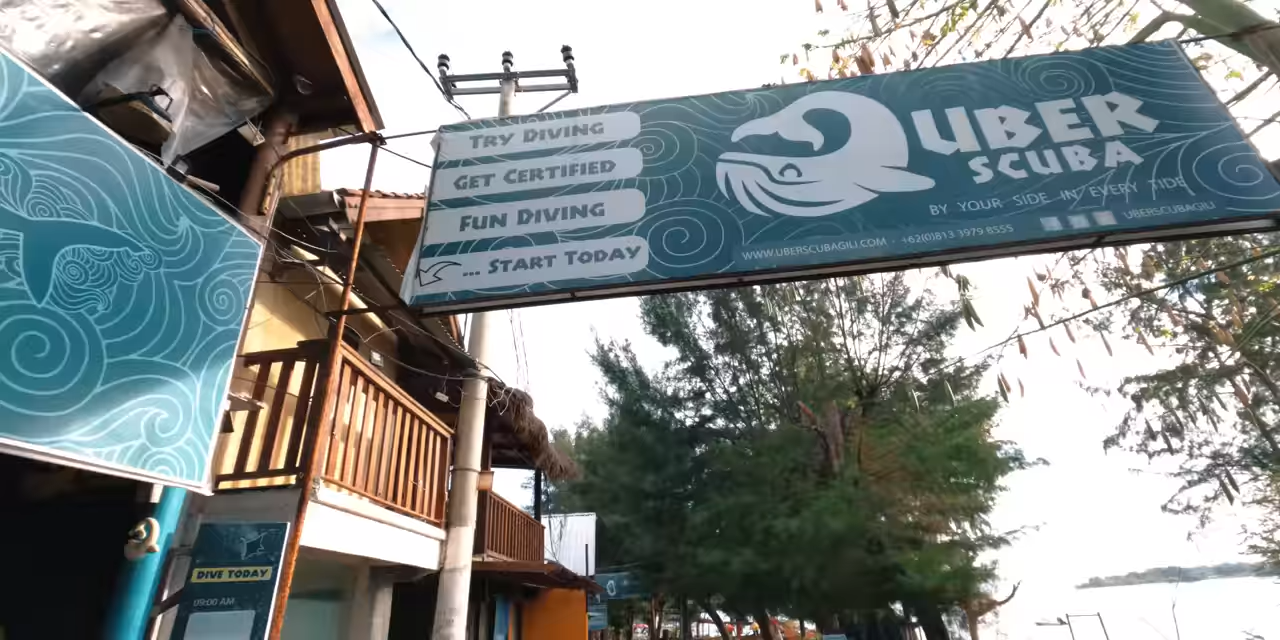 TRY DIVING
GET CERTIFIED
FUN DIVING
... START TODAY
UBER
SCUBA
BY YOUR SIDE IN EVERY TIDE
WWW.UBERSCUBAGILI.COM - +62(0)813 3979 8555
UBERSCUBAGILI
DIVE TODAY
09:00 AM